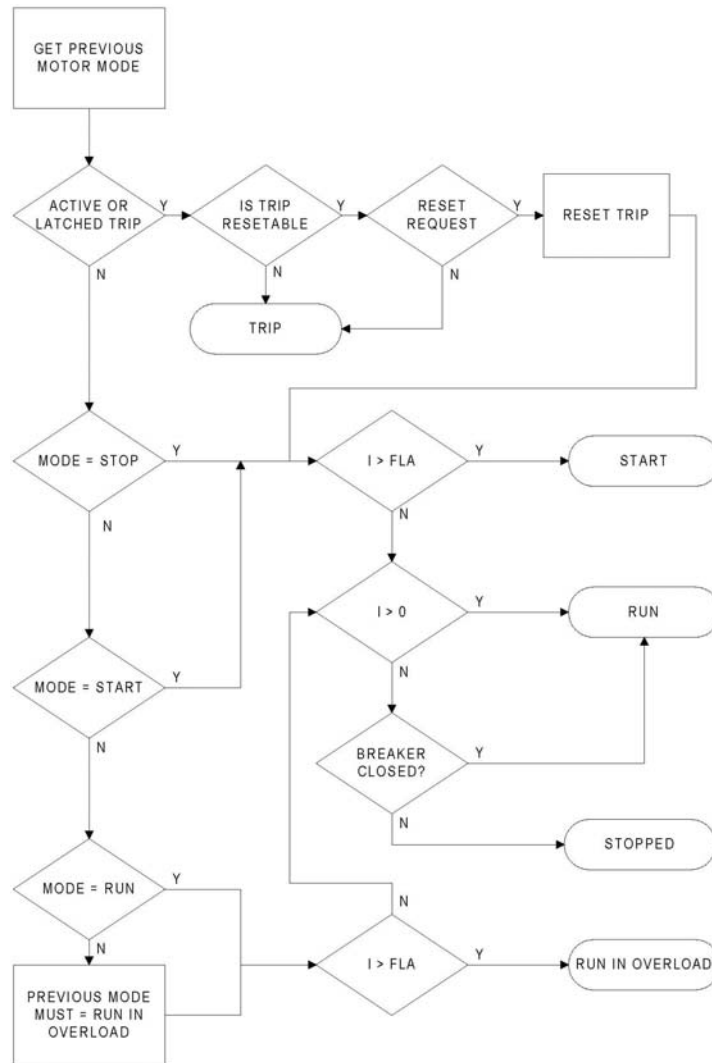 GET PREVIOUS
MOTOR MODE
ACTIVE OR
LATCHED TRIP
Y
N
IS TRIP
RESETABLE
Y
N
RESET
REQUEST
Y
N
RESET TRIP
TRIP
MODE = STOP
Y
N
I > FLA
Y
N
START
I > 0
Y
N
RUN
MODE = START
Y
N
BREAKER
CLOSED?
Y
N
STOPPED
MODE = RUN
Y
N
I > FLA
N
Y
RUN IN OVERLOAD
PREVIOUS MODE
MUST = RUN IN
OVERLOAD